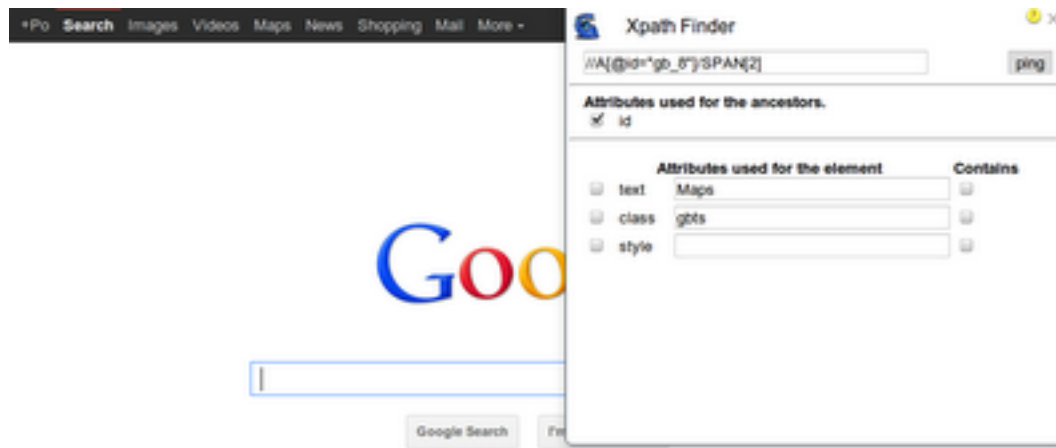 +Po Search Images Videos Maps News Shopping Mail More
Xpath Finder
//A[@id="gb_8"]/SPAN[2]
ping
Attributes used for the ancestors.
id
Attributes used for the element Contains
text Maps
class gbts
style
Goo
Google Search I'm